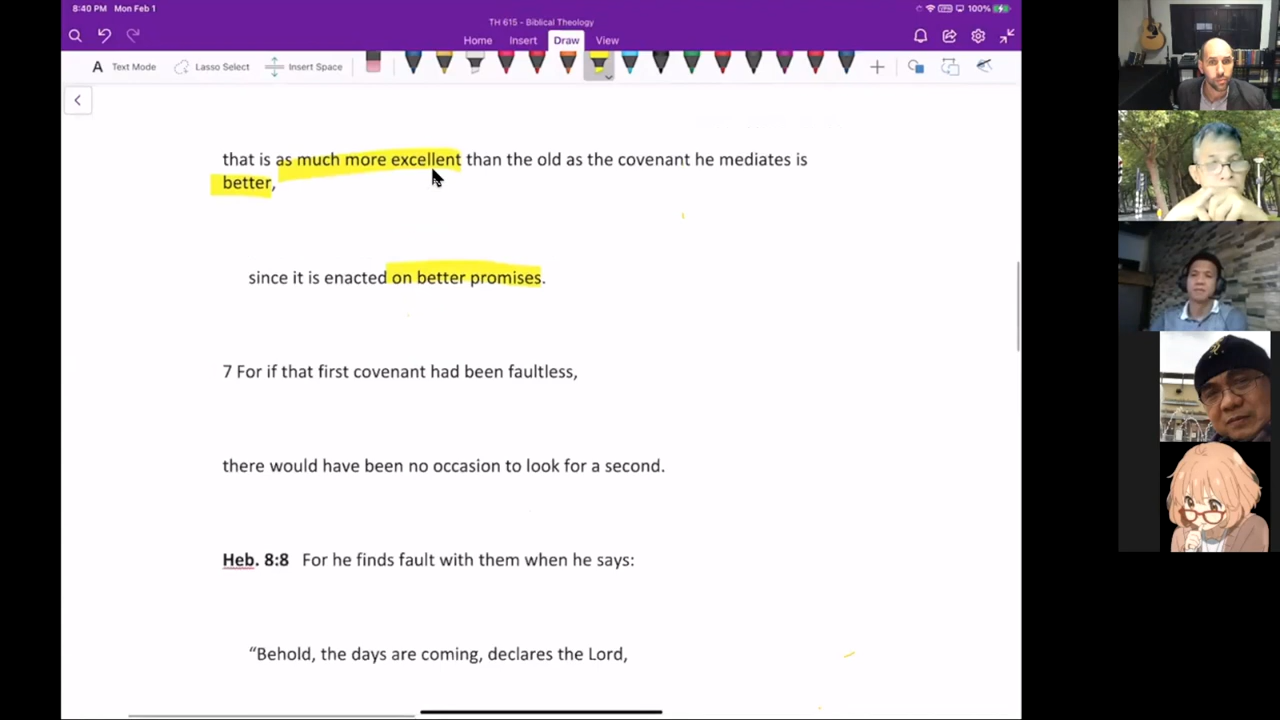 8:40 PM Mon Feb 1
100%
TH 615 - Biblical Theology
Home Insert Draw View
A Text Mode Lasso Select Insert Space
that is as much more excellent than the old as the covenant he mediates is
better,
since it is enacted on better promises.
7 For if that first covenant had been faultless,
there would have been no occasion to look for a second.
Heb. 8:8 For he finds fault with them when he says:
“Behold, the days are coming, declares the Lord,